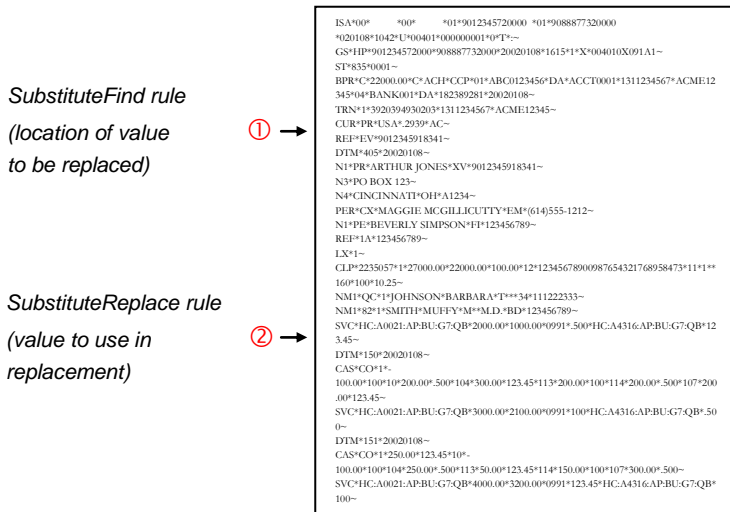 SubstituteFind rule
(location of value
to be replaced)
①
SubstituteReplace rule
(value to use in
replacement)
②
ISA*00* *00* *01*9012345720000 *01*9088877320000
*020108*1042*U*00401*000000001*0*T*:~
GS*HP*901234572000*908887732000*20020108*1615*1*X*004010X091A1~
ST*835*0001~
BPR*C*22000.00*C*ACH*CCP*01*ABC0123456*DA*ACCT0001*1311234567*ACME12
345*04*BANK001*DA*182389281*20020108~
TRN*1*3920394930203*1311234567*ACME12345~
CUR*PR*USA*.2939*AC~
REF*EV*9012345918341~
DTM*405*20020108~
N1*PR*ARTHUR JONES*XV*9012345918341~
N3*PO BOX 123~
N4*CINCINNATI*OH*A1234~
PER*CX*MAGGIE MCGILLICUTTY*EM*(614)555-1212~
N1*PE*BEVERLY SIMPSON*FI*123456789~
REF*1A*123456789~
LX*1~
CLP*2235057*1*27000.00*22000.00*100.00*12*12345678900987654321768958473*11*1**
160*100*10.25~
NM1*QC*1*JOHNSON*BARBARA*T***34*111222333~
NM1*82*1*SMITH*MUFFY*M**M.D.*BD*123456789~
SVC*HC:A0021:AP:BU:G7:QB*2000.00*1000.00*0991*.500*HC:A4316:AP:BU:G7:QB*12
3.45~
DTM*150*20020108~
CAS*CO*1*-
100.00*100*10*200.00*.500*104*300.00*123.45*113*200.00*100*114*200.00*.500*107*200
.00*123.45~
SVC*HC:A0021:AP:BU:G7:QB*3000.00*2100.00*0991*100*HC:A4316:AP:BU:G7:QB*.50
0~
DTM*151*20020108~
CAS*CO*1*250.00*123.45*10*-
100.00*100*104*250.00*.500*113*50.00*123.45*114*150.00*100*107*300.00*.500~
SVC*HC:A0021:AP:BU:G7:QB*4000.00*3200.00*0991*123.45*HC:A4316:AP:BU:G7:QB*
100~